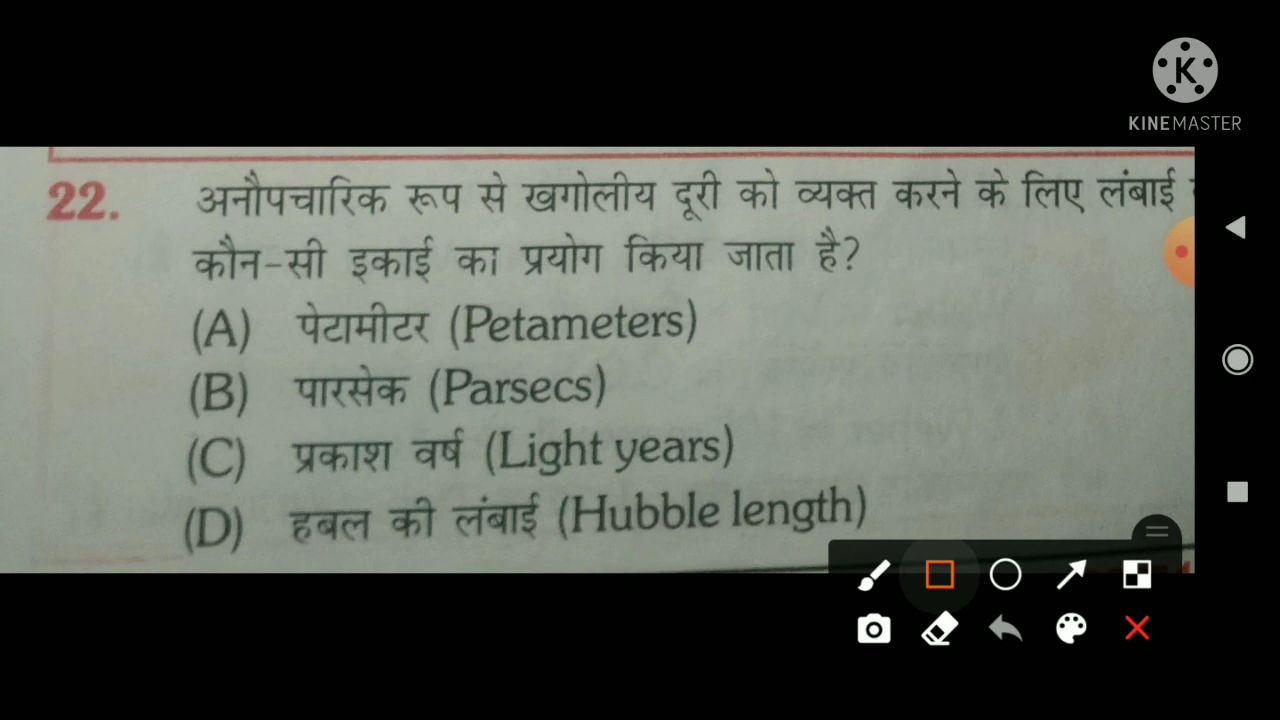 KINEMASTER
22. अनौपचारिक रूप से खगोलीय दूरी को व्यक्त करने के लिए लंबाई
कौन-सी इकाई का प्रयोग किया जाता है?
(A) पेटामीटर (Petameters)
(B) पारसेक (Parsecs)
(C) प्रकाश वर्ष (Light years)
(D) हबल की लंबाई (Hubble length)